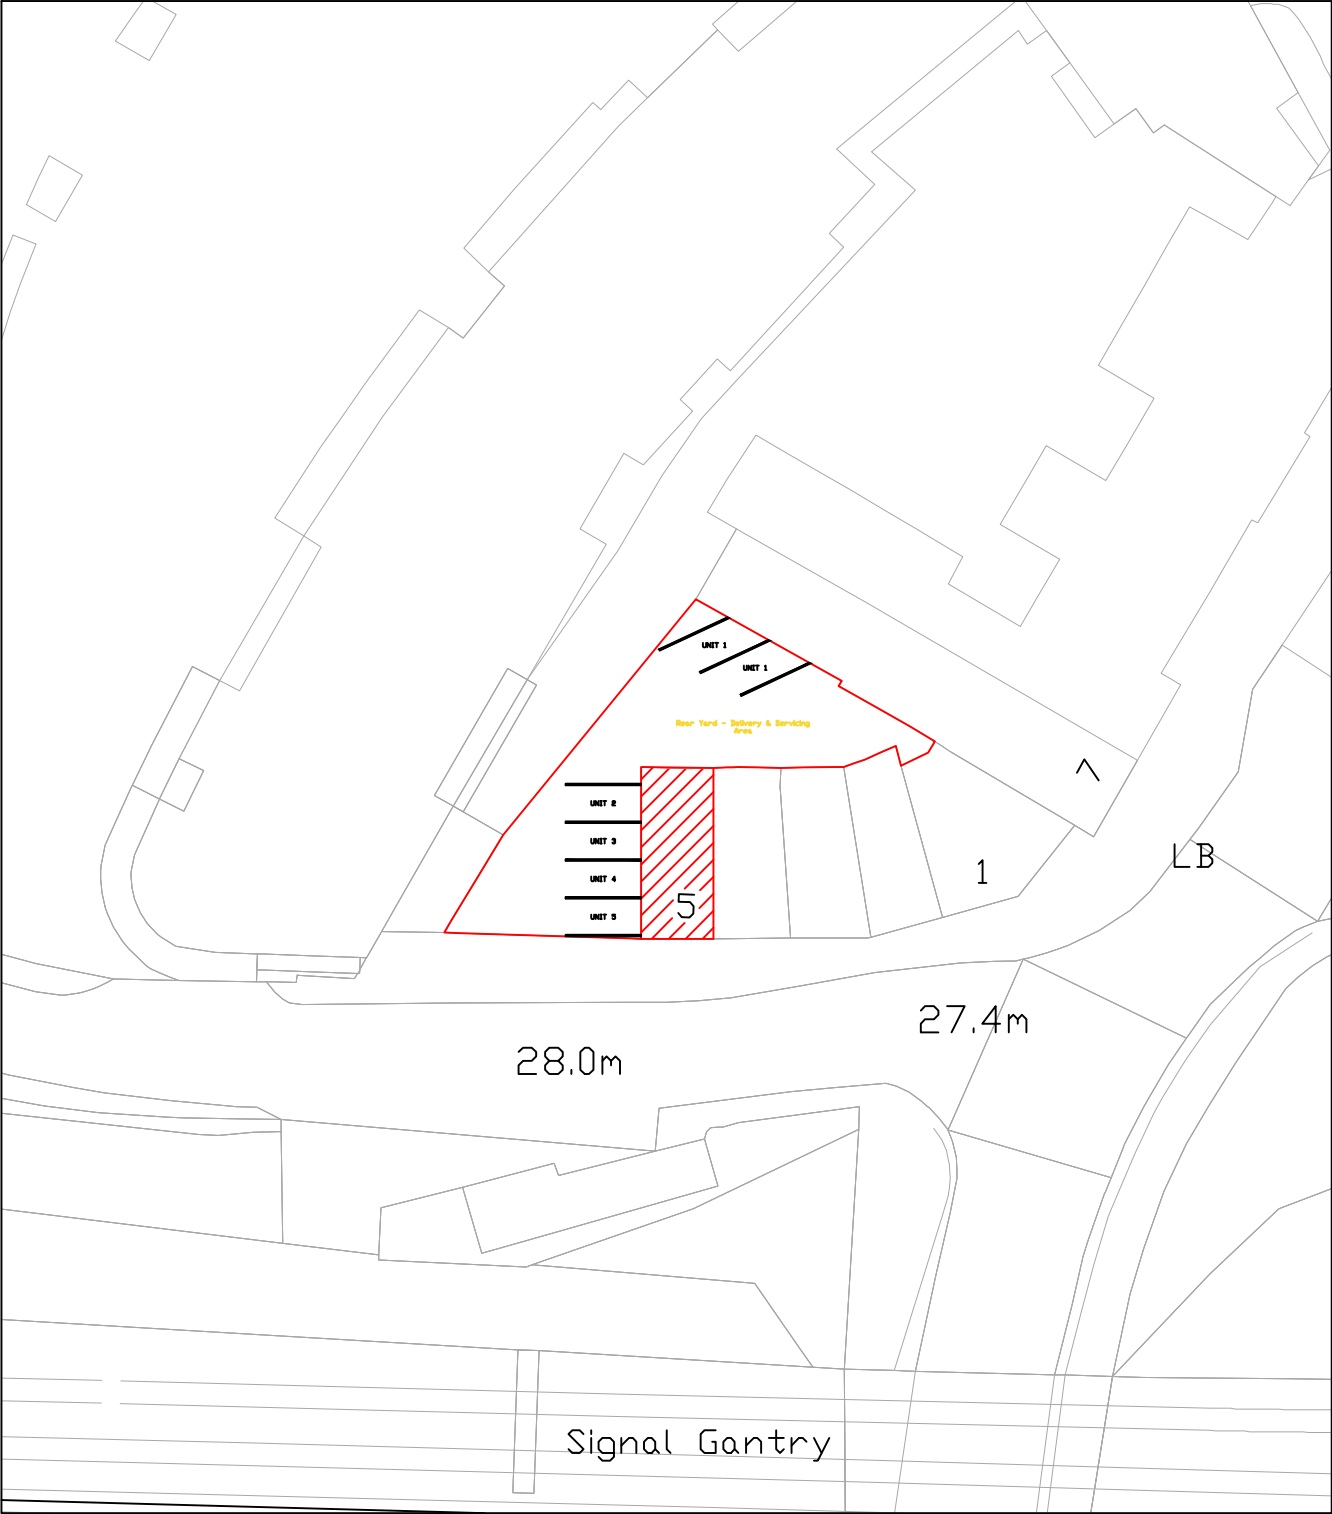 UNIT 1
UNIT 1
Rear Yard - Delivery & Servicing
Area
7
UNIT 2
UNIT 3
UNIT 4
UNIT 5
5
1
LB
27.4m
28.0m
Signal Gantry